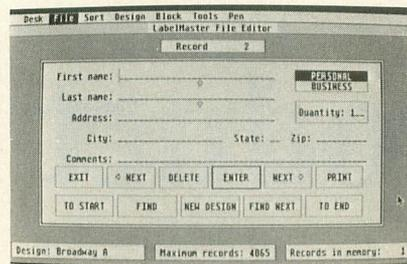 Desk File Sort Design Block Tools Pen
LabelMaster File Editor
Record 2
First name:
PERSONAL
BUSINESS
Last name:
Address:
Quantity: 1
City: State: Zip:
Comments:
EXIT NEXT DELETE ENTER NEXT PRINT
TO START FIND NEW DESIGN FIND NEXT TO END
Design: Broadway A Maximum records: 4065 Records in memory: 1